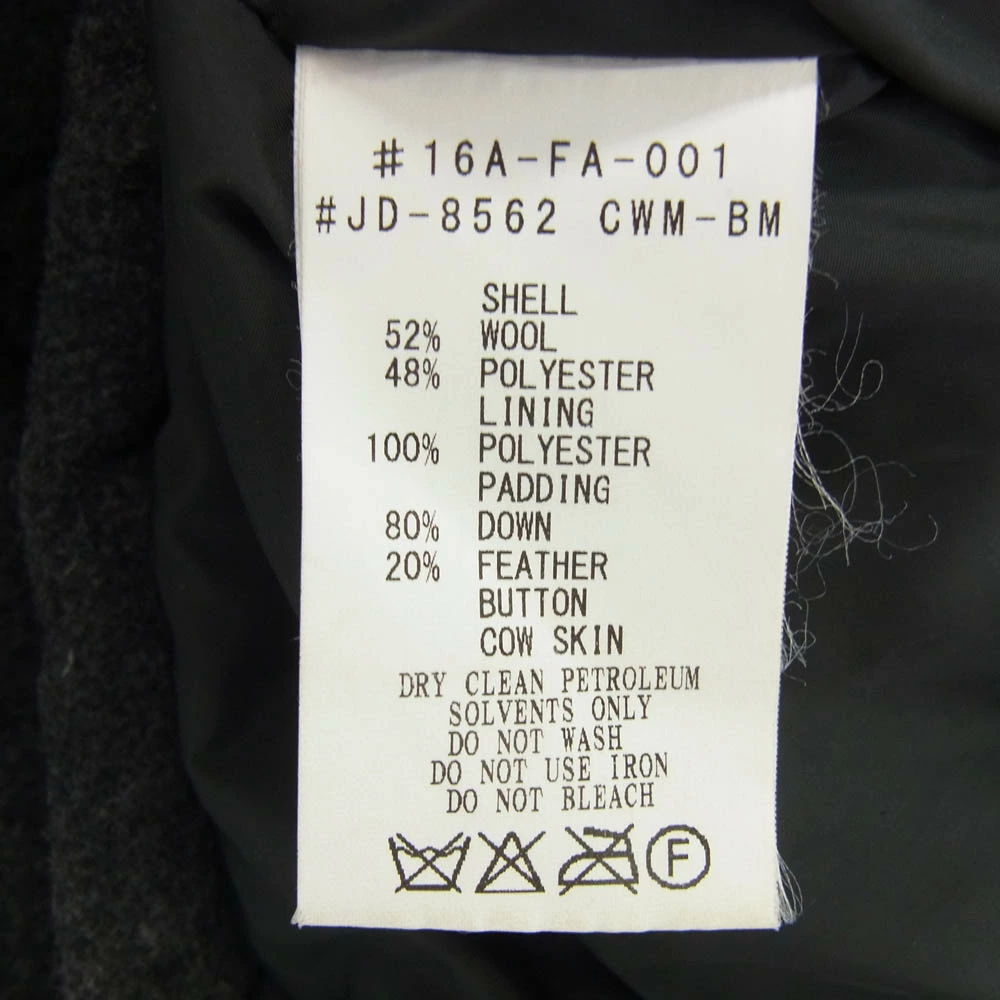 #16A-FA-001
#JD-8562 CWM-BM
SHELL
52% WOOL
48% POLYESTER
LINING
100% POLYESTER
PADDING
80% DOWN
20% FEATHER
BUTTON
COW SKIN
DRY CLEAN PETROLEUM
SOLVENTS ONLY
DO NOT WASH
DO NOT USE IRON
DO NOT BLEACH
F